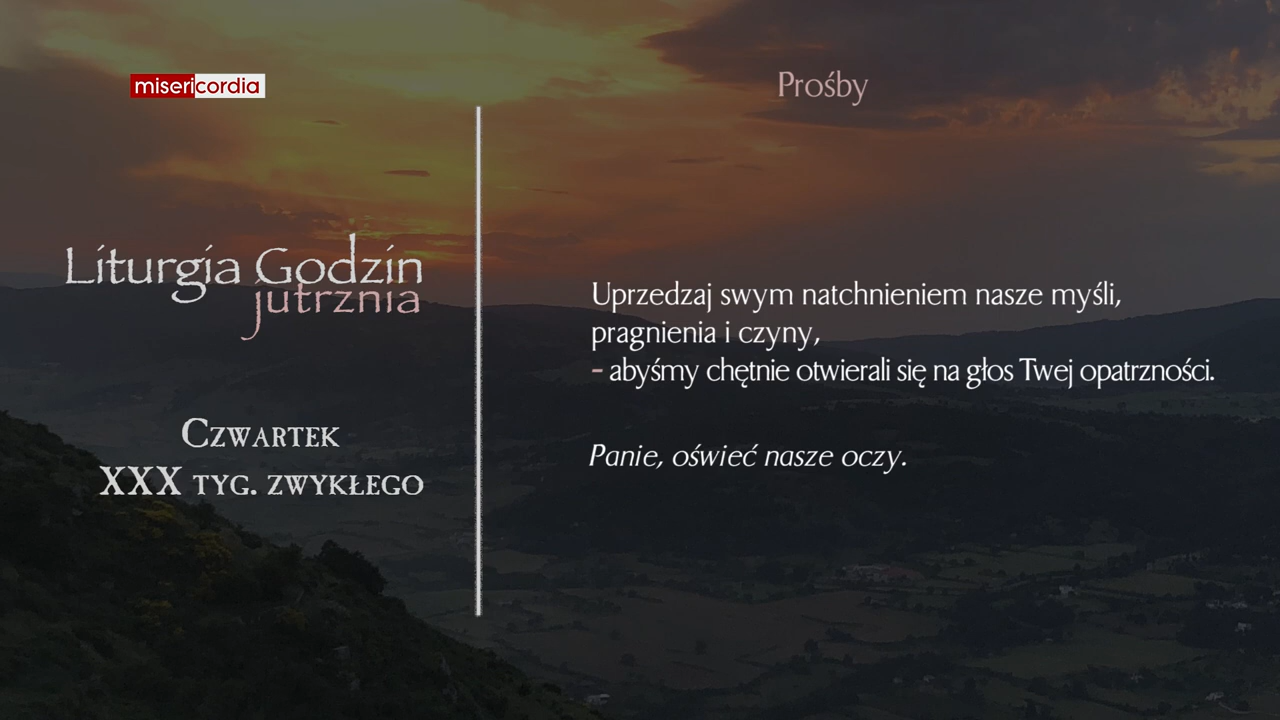 misericordia
Liturgia Godzin
jutrznia
Czwartek
XXX tyg. zwykłego
Prośby
Uprzedzaj swym natchnieniem nasze myśli,
pragnienia i czyny,
- abyśmy chętnie otwierali się na głos Twej opatrzności.
Panie, oświeć nasze oczy.